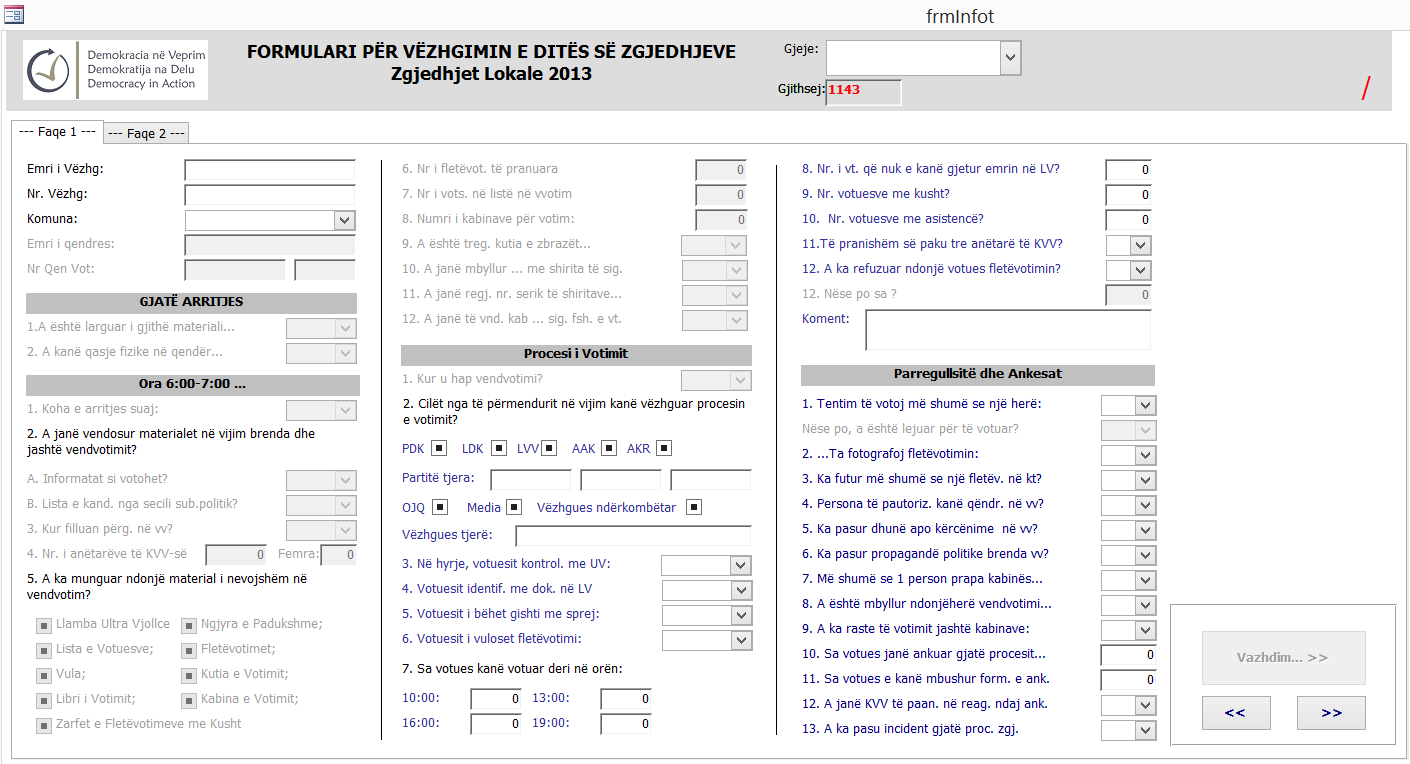 frmInfot
Demokracia në Veprim
Demokratija na Delu
Democracy in Action
FORMULARI PËR VËZHGIMIN E DITËS SË ZGJEDHJEVE
Zgjedhjet Lokale 2013
Gjeje:
Gjithsej: 1143
/
--- Faqe 1 ---
--- Faqe 2 ---
Emri i Vëzhg:
Nr. Vëzhg:
Komuna:
Emri i qendres:
Nr Qen Vot:
GJATË ARRITJES
1.A është larguar i gjithë materiali...
2. A kanë qasje fizike në qendër...
Ora 6:00-7:00 ...
1. Koha e arritjes suaj:
2. A janë vendosur materialet në vijim brenda dhe
jashtë vendvotimit?
A. Informatat si votohet?
B. Lista e kand. nga secili sub.politik?
3. Kur filluan përg. në vv?
4. Nr. i anëtarëve të KVV-së 0 Femra: 0
5. A ka munguar ndonjë material i nevojshëm në
vendvotim?
Llamba Ultra Vjollce
Ngjyra e Padukshme;
Lista e Votuesve;
Fletëvotimet;
Vula;
Kutia e Votimit;
Libri i Votimit;
Kabina e Votimit;
Zarfet e Fletëvotimeve me Kusht
6. Nr i fletëvot. të pranuara 0
7. Nr i vots. në listë në vvotim 0
8. Numri i kabinave për votim: 0
9. A është treg. kutia e zbrazët...
10. A janë mbyllur ... me shirita të sig.
11. A janë regj. nr. serik të shiritave...
12. A janë të vnd. kab ... sig. fsh. e vt.
Procesi i Votimit
1. Kur u hap vendvotimi?
2. Cilët nga të përmendurit në vijim kanë vëzhguar procesin
e votimit?
PDK LDK LVV AAK AKR
Partitë tjera:
OJQ Media Vëzhgues ndërkombëtar
Vëzhgues tjerë:
3. Në hyrje, votuesit kontrol. me UV:
4. Votuesit identif. me dok. në LV
5. Votuesit i bëhet gishti me sprej:
6. Votuesit i vuloset fletëvotimi:
7. Sa votues kanë votuar deri në orën:
10:00: 0 13:00: 0
16:00: 0 19:00: 0
8. Nr. i vt. që nuk e kanë gjetur emrin në LV? 0
9. Nr. votuesve me kusht? 0
10. Nr. votuesve me asistencë? 0
11.Të pranishëm së paku tre anëtarë të KVV?
12. A ka refuzuar ndonjë votues fletëvotimin?
12. Nëse po sa ? 0
Koment:
Parregullsitë dhe Ankesat
1. Tentim të votoj më shumë se një herë:
Nëse po, a është lejuar për të votuar?
2. ...Ta fotografoj fletëvotimin:
3. Ka futur më shumë se një fletëv. në kt?
4. Persona të pautoriz. kanë qëndr. në vv?
5. Ka pasur dhunë apo kërcënime në vv?
6. Ka pasur propagandë politike brenda vv?
7. Më shumë se 1 person prapa kabinës...
8. A është mbyllur ndonjëherë vendvotimi...
9. A ka raste të votimit jashtë kabinave:
10. Sa votues janë ankuar gjatë procesit... 0
11. Sa votues e kanë mbushur form. e ank. 0
12. A janë KVV të paan. në reag. ndaj ank.
13. A ka pasu incident gjatë proc. zgj.
Vazhdim... >>
<< >>